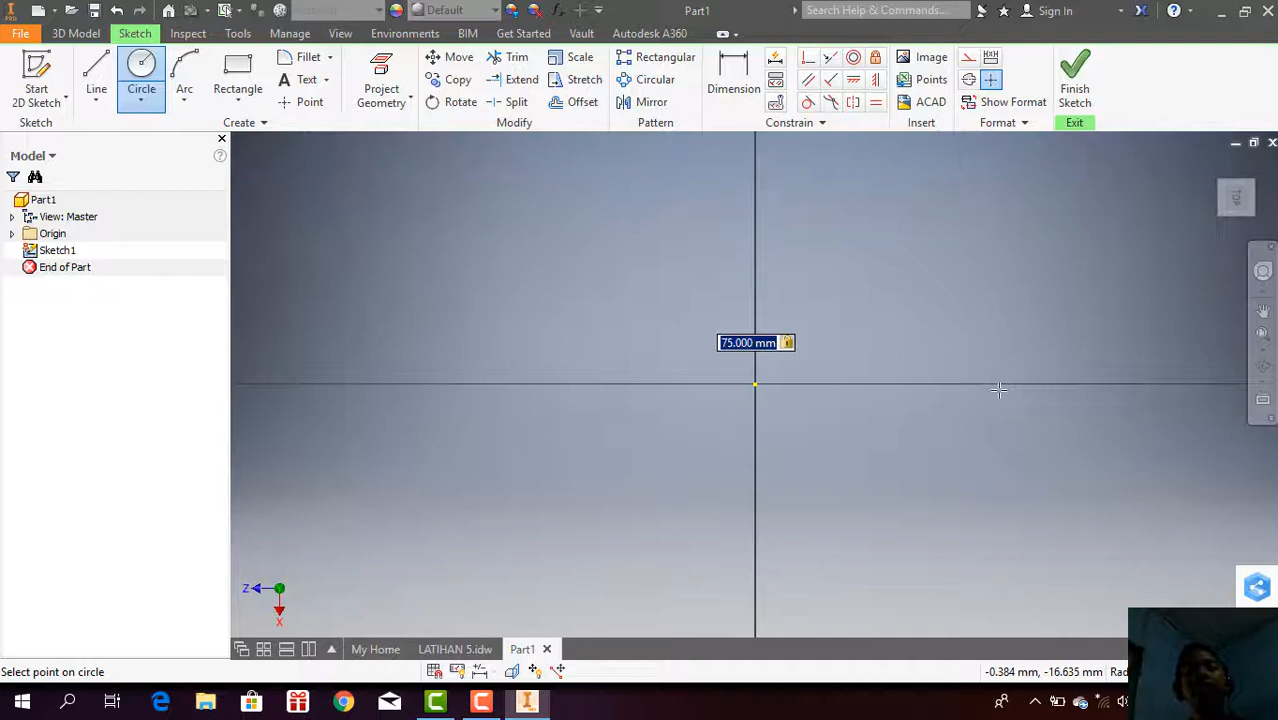 Default
Part1
Search Help & Commands...
Sign In
PRO
File
3D Model
Sketch
Inspect
Tools
Manage
View
Environments
BIM
Get Started
Vault
Autodesk A360
Start
2D Sketch
Line
Circle
Arc
Rectangle
Fillet
Text
Point
Project
Geometry
Move
Copy
Rotate
Trim
Extend
Split
Scale
Stretch
Offset
Rectangular
Circular
Mirror
Dimension
Image
Points
ACAD
Show Format
Finish
Sketch
Sketch
Create
Modify
Pattern
Constrain
Insert
Format
Exit
Model
Part1
View: Master
Origin
Sketch1
End of Part
TOP
75.000 mm
Z
X
My Home
LATIHAN 5.idw
Part1
Select point on circle
-0.384 mm, -16.635 mm